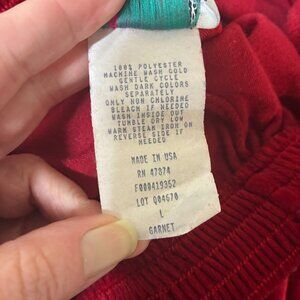 100% POLYESTER
MACHINE WASH COLD
GENTLE CYCLE
WASH DARK COLORS
SEPARATELY
ONLY NON CHLORINE
BLEACH IF NEEDED
WASH INSIDE OUT
TUMBLE DRY LOW
WARM STEAM IRON ON
REVERSE SIDE IF
NEEDED
MADE IN USA
RN 47874
F000419352
LOT Q04G70
L
GARNET